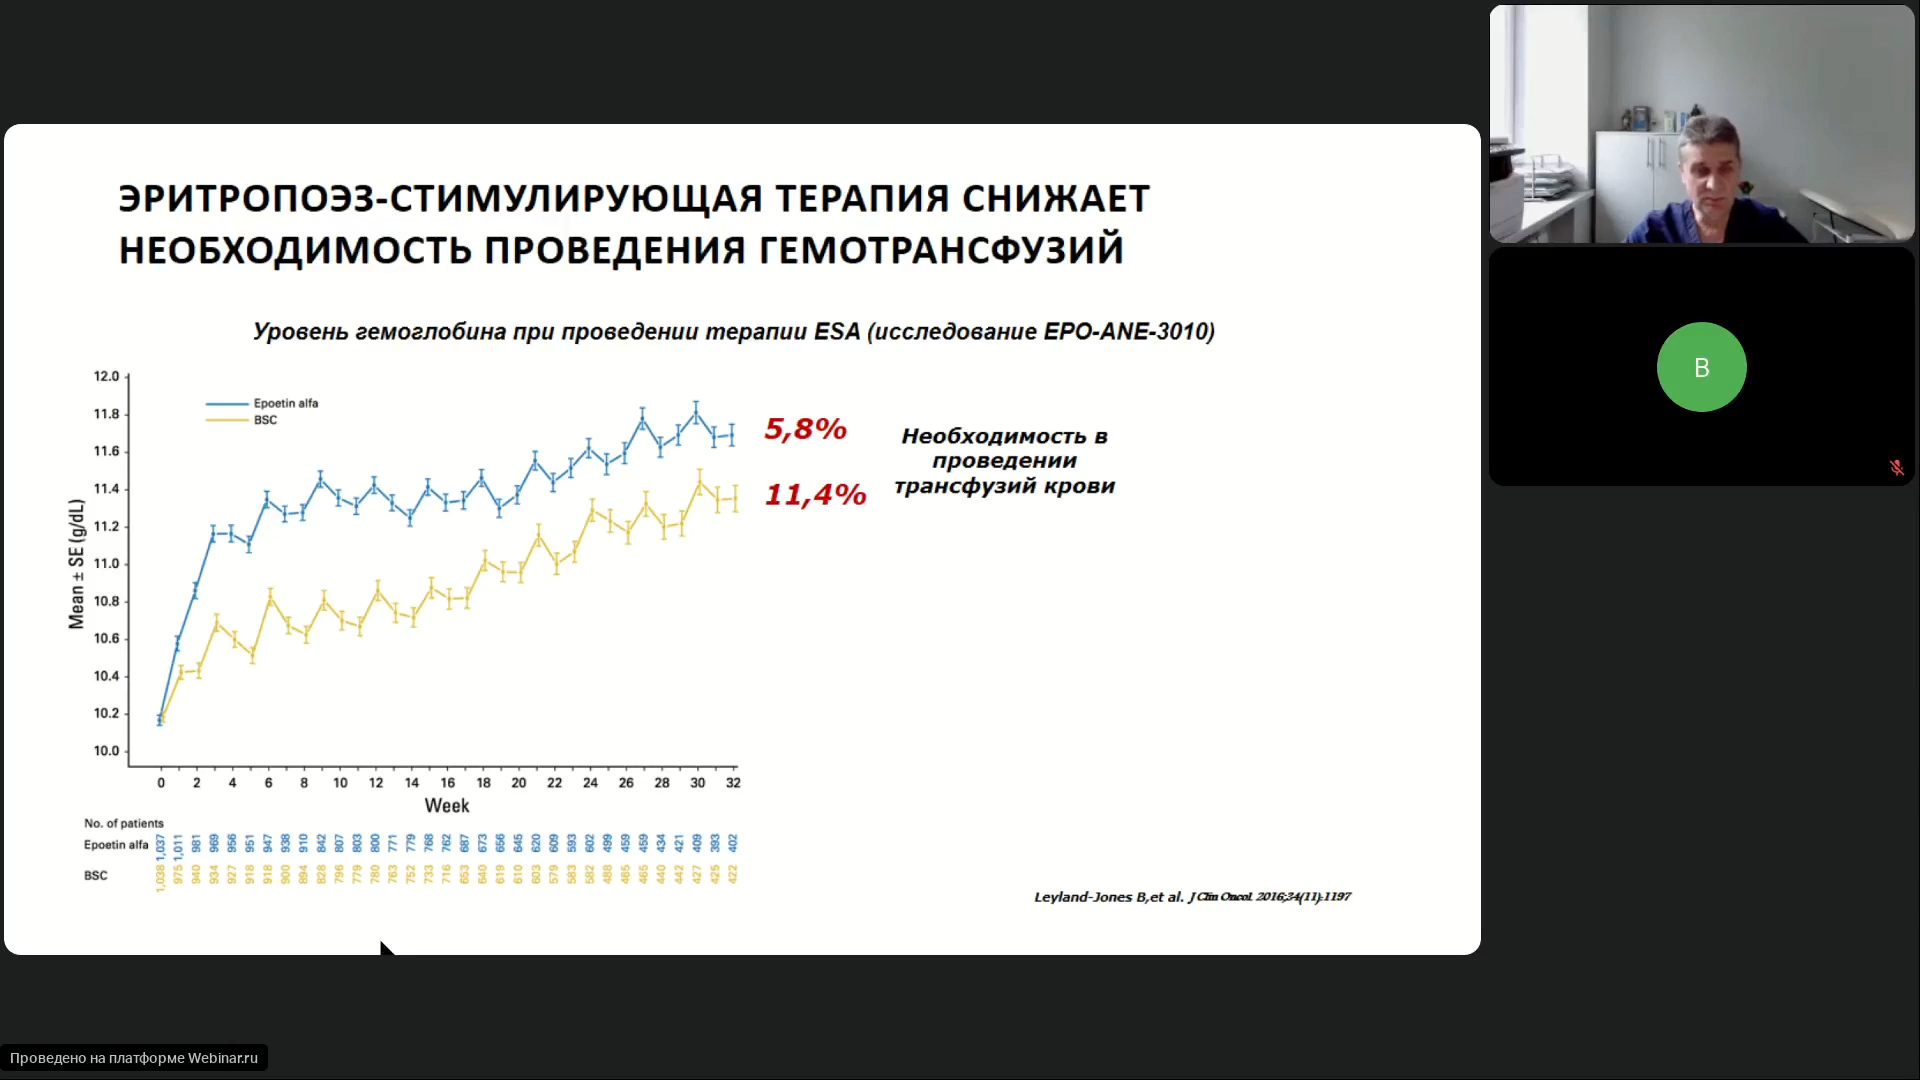 ЭРИТРОПОЭЗ-СТИМУЛИРУЮЩАЯ ТЕРАПИЯ СНИЖАЕТ
НЕОБХОДИМОСТЬ ПРОВЕДЕНИЯ ГЕМОТРАНСФУЗИЙ
Уровень гемоглобина при проведении терапии ESA (исследование EPO-ANE-3010)
Epoetin alfa
BSC
12.0
11.8
11.6
11.4
11.2
11.0
10.8
10.6
10.4
10.2
10.0
Mean ± SE (g/dL)
0 2 4 6 8 10 12 14 16 18 20 22 24 26 28 30 32
Week
5,8%
11,4%
Необходимость в
проведении
трансфузий крови
No. of patients
Epoetin alfa 1,037 1,011 981 969 956 951 947 938 910 842 807 803 800 771 779 768 762 687 673 656 645 620 609 593 602 499 459 459 434 421 409 393 402
BSC 1,038 975 940 934 927 918 918 900 894 828 796 779 780 763 752 733 716 653 640 619 610 603 579 583 582 488 465 465 440 442 427 425 422
Leyland-Jones B,et al. J Clin Oncol. 2016;34(11):1197
B
Проведено на платформе Webinar.ru